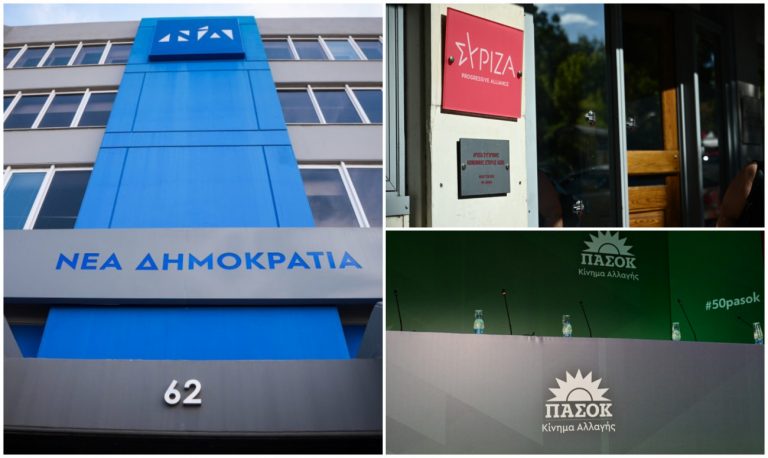 ΝΔ
ΝΕΑ ΔΗΜΟΚΡΑΤΙΑ
62
ΣΥΡΙΖΑ
PROGRESSIVE ALLIANCE
ΠΑΣΟΚ
Κίνημα Αλλαγής
#50pasok
ΠΑΣΟΚ
Κίνημα Αλλαγής